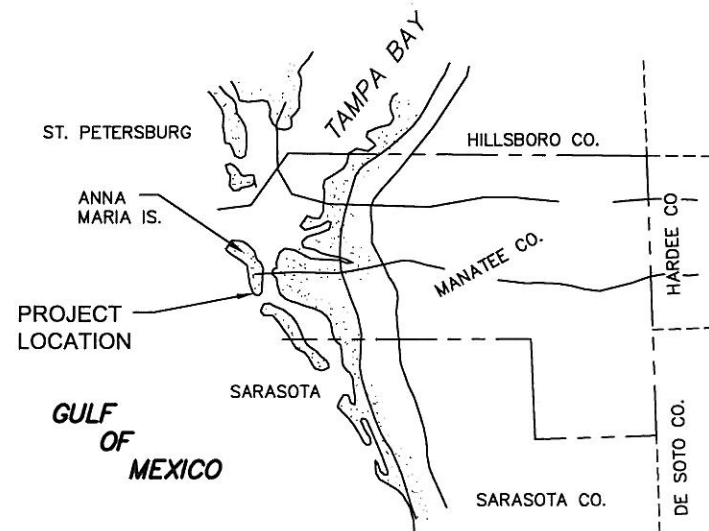 TAMPA BAY
ST. PETERSBURG
HILLSBORO CO.
ANNA
MARIA IS.
HARDEE CO
MANATEE CO.
PROJECT
LOCATION
SARASOTA
GULF
OF
MEXICO
DE SOTO CO.
SARASOTA CO.